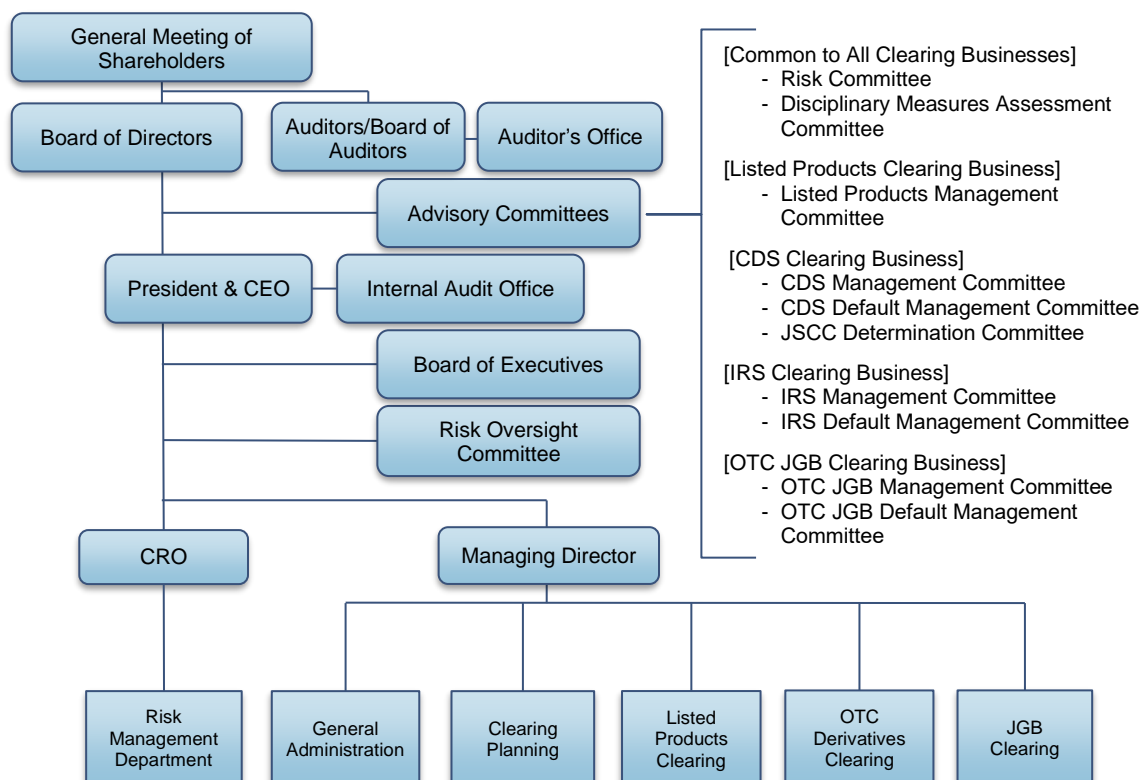 General Meeting of
Shareholders
Board of Directors
Auditors/Board of
Auditors
Auditor's Office
Advisory Committees
President & CEO
Internal Audit Office
Board of Executives
Risk Oversight
Committee
CRO
Managing Director
Risk
Management
Department
General
Administration
Clearing
Planning
Listed
Products
Clearing
OTC
Derivatives
Clearing
JGB
Clearing
[Common to All Clearing Businesses]
- Risk Committee
- Disciplinary Measures Assessment
Committee
[Listed Products Clearing Business]
- Listed Products Management
Committee
[CDS Clearing Business]
- CDS Management Committee
- CDS Default Management Committee
- JSCC Determination Committee
[IRS Clearing Business]
- IRS Management Committee
- IRS Default Management Committee
[OTC JGB Clearing Business]
- OTC JGB Management Committee
- OTC JGB Default Management
Committee